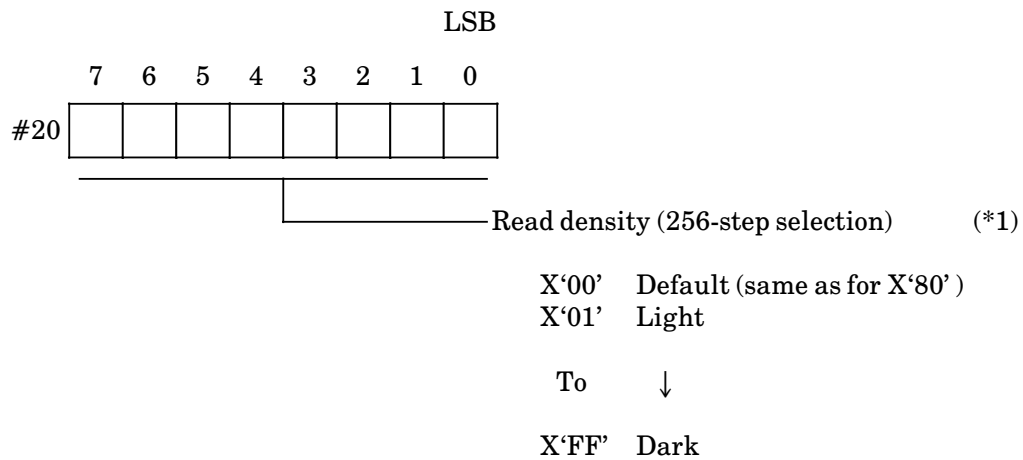 LSB
7 6 5 4 3 2 1 0
#20
Read density (256-step selection) (*1)
X‘00’ Default (same as for X‘80’ )
X‘01’ Light
To ↓
X‘FF’ Dark